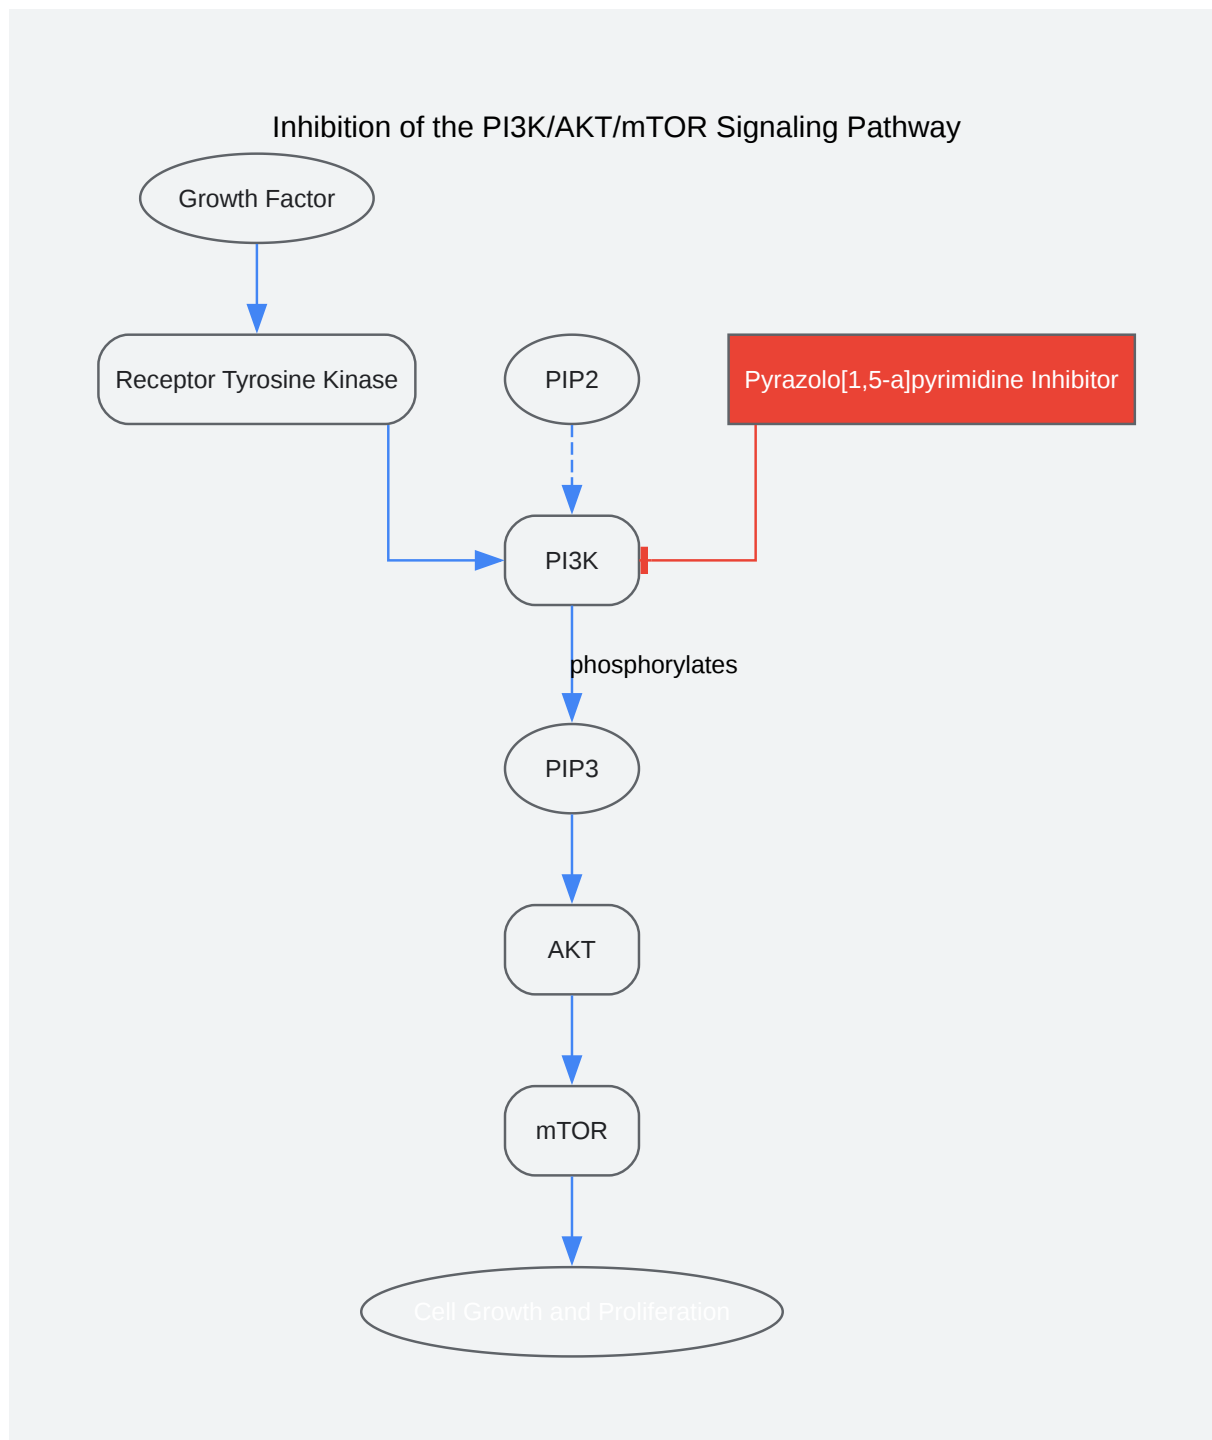 Inhibition of the PI3K/AKT/mTOR Signaling Pathway
Growth Factor
Receptor Tyrosine Kinase
PIP2
Pyrazolo[1,5-a]pyrimidine Inhibitor
PI3K
phosphorylates
PIP3
AKT
mTOR
Cell Growth and Proliferation